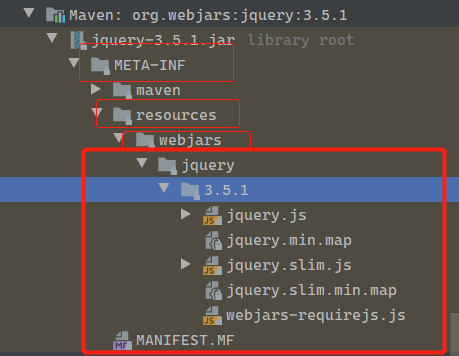 Maven: org.webjars:jquery:3.5.1
jquery-3.5.1.jar library root
META-INF
maven
resources
webjars
jquery
3.5.1
jquery.js
jquery.min.map
jquery.slim.js
jquery.slim.min.map
webjars-requirejs.js
MANIFEST.MF